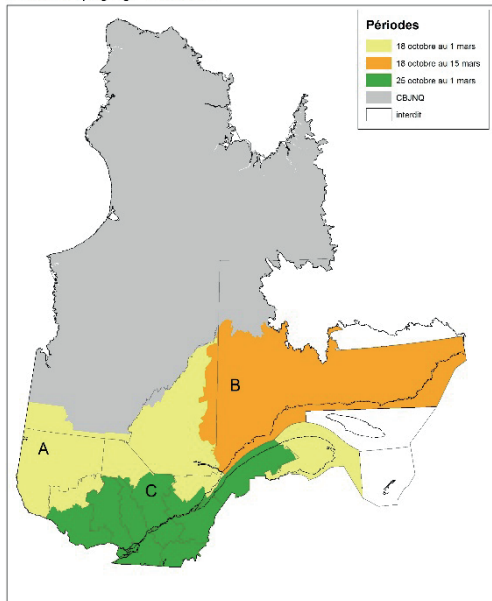 Périodes
18 octobre au 1 mars
18 octobre au 15 mars
25 octobre au 1 mars
CBJNQ
interdit
B
A
C